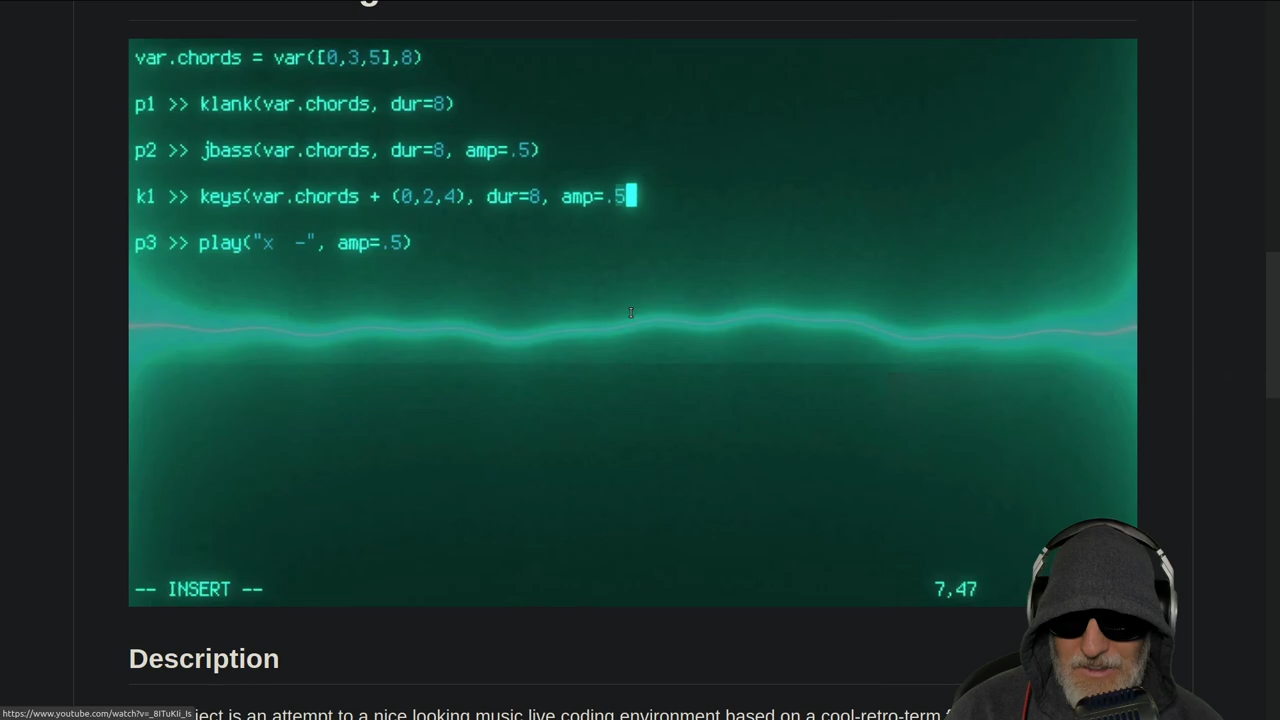 var.chords = var([0,3,5],8)
p1 >> klank(var.chords, dur=8)
p2 >> jbass(var.chords, dur=8, amp=.5)
k1 >> keys(var.chords + (0,2,4), dur=8, amp=.5
p3 >> play("x  -", amp=.5)
-- INSERT --
7,47
Description
is an attempt to a nice looking music live coding environment based on a cool-retro-term
https://www.youtube.com/watch?v=_8ITuKIi_Is